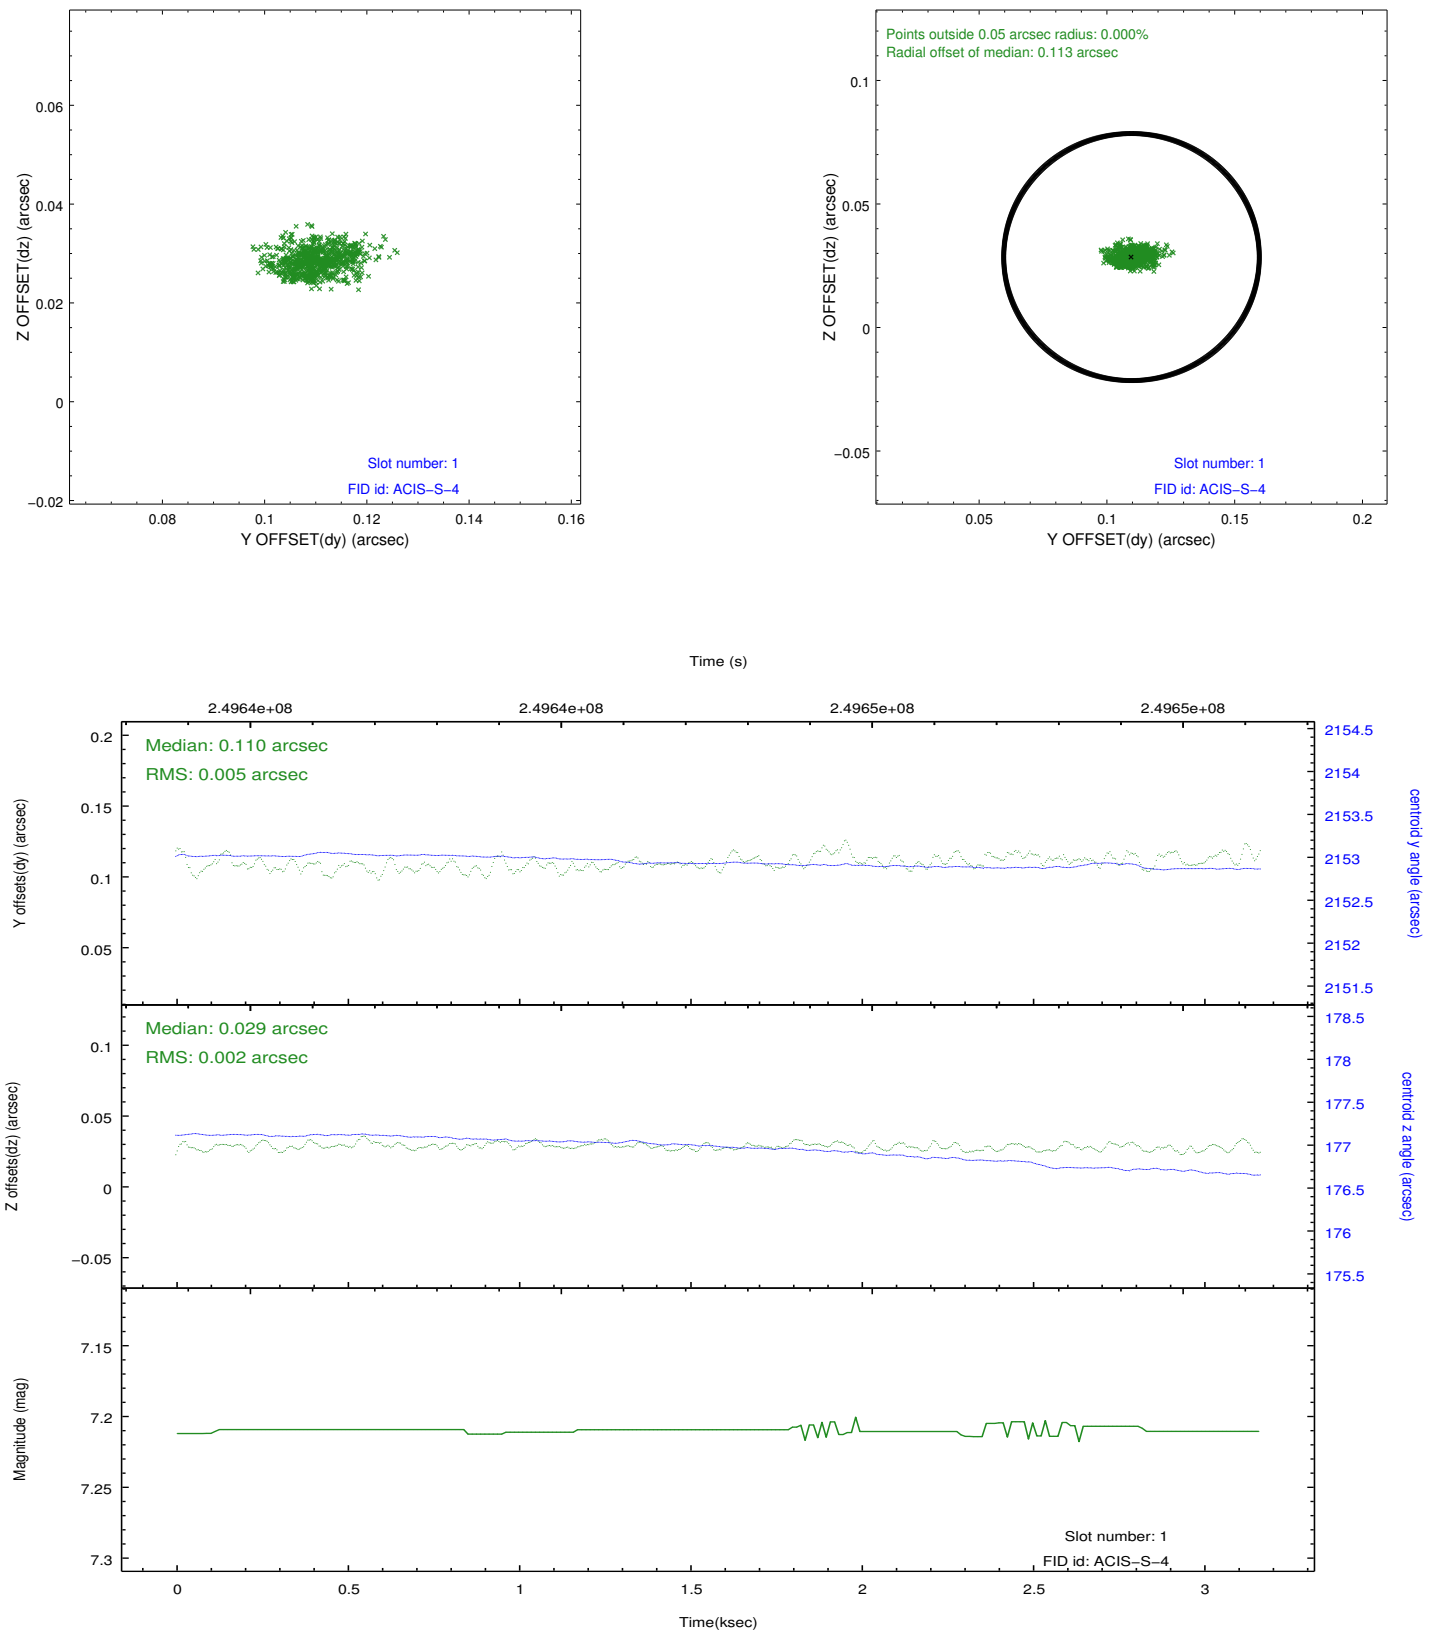 0.06
0.04
0.02
0
−0.02
0.08
0.1
0.12
0.14
0.16
Z OFFSET(dz) (arcsec)
Y OFFSET(dy) (arcsec)
Slot number: 1
FID id: ACIS−S−4
Points outside 0.05 arcsec radius: 0.000%
Radial offset of median: 0.113 arcsec
0.1
0.05
0
−0.05
0.05
0.1
0.15
0.2
Z OFFSET(dz) (arcsec)
Y OFFSET(dy) (arcsec)
Slot number: 1
FID id: ACIS−S−4
Time (s)
2.4964e+08
2.4964e+08
2.4965e+08
2.4965e+08
Median: 0.110 arcsec
RMS: 0.005 arcsec
0.2
0.15
0.1
0.05
Y offsets(dy) (arcsec)
2154.5
2154
2153.5
2153
2152.5
2152
2151.5
centroid y angle (arcsec)
Median: 0.029 arcsec
RMS: 0.002 arcsec
0.1
0.05
0
−0.05
Z offsets(dz) (arcsec)
178.5
178
177.5
177
176.5
176
175.5
centroid z angle (arcsec)
7.15
7.2
7.25
7.3
Magnitude (mag)
Slot number: 1
FID id: ACIS−S−4
0
0.5
1
1.5
2
2.5
3
Time(ksec)